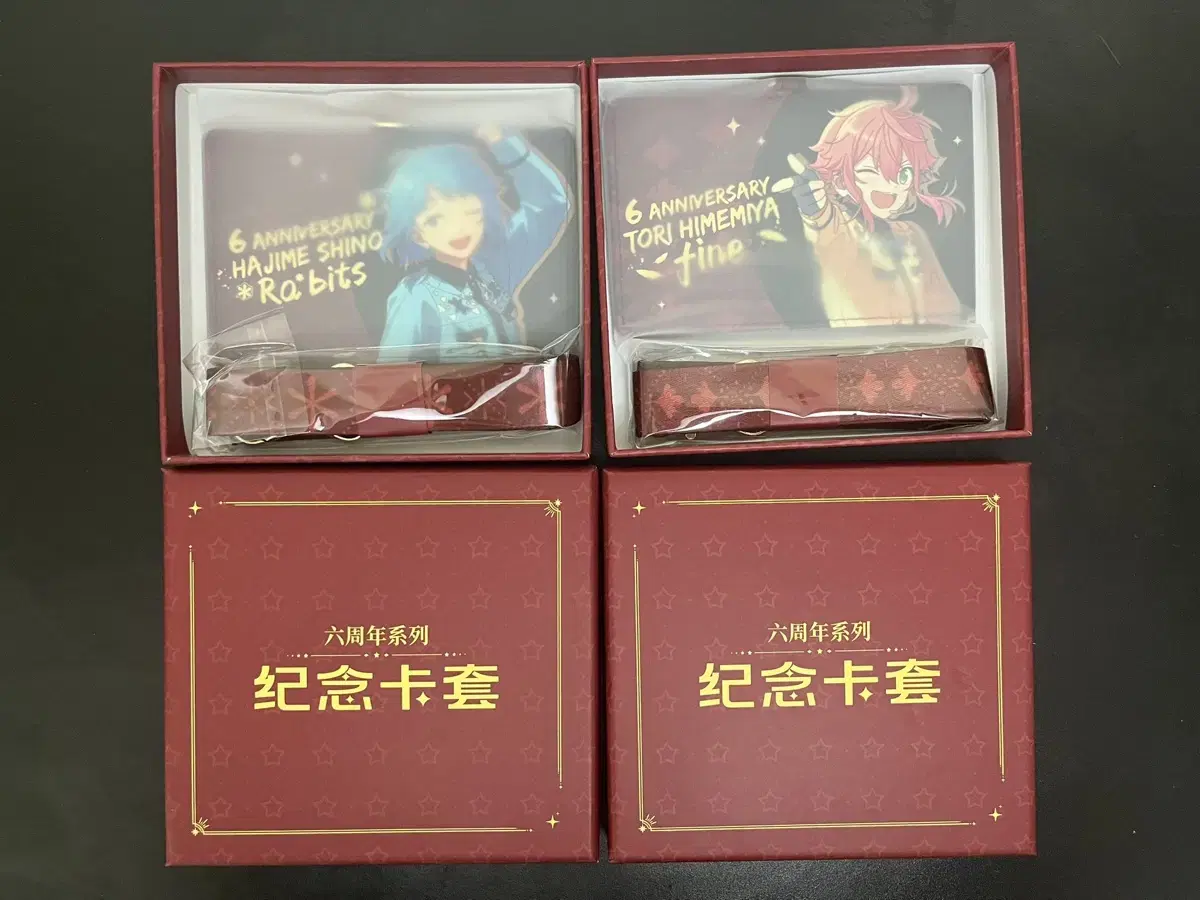 6 ANNIVERSARY
HAJIME SHINO
Ra*bits
6 ANNIVERSARY
TORI HIMEMIYA
fine
六周年系列
纪念卡套
六周年系列
纪念卡套